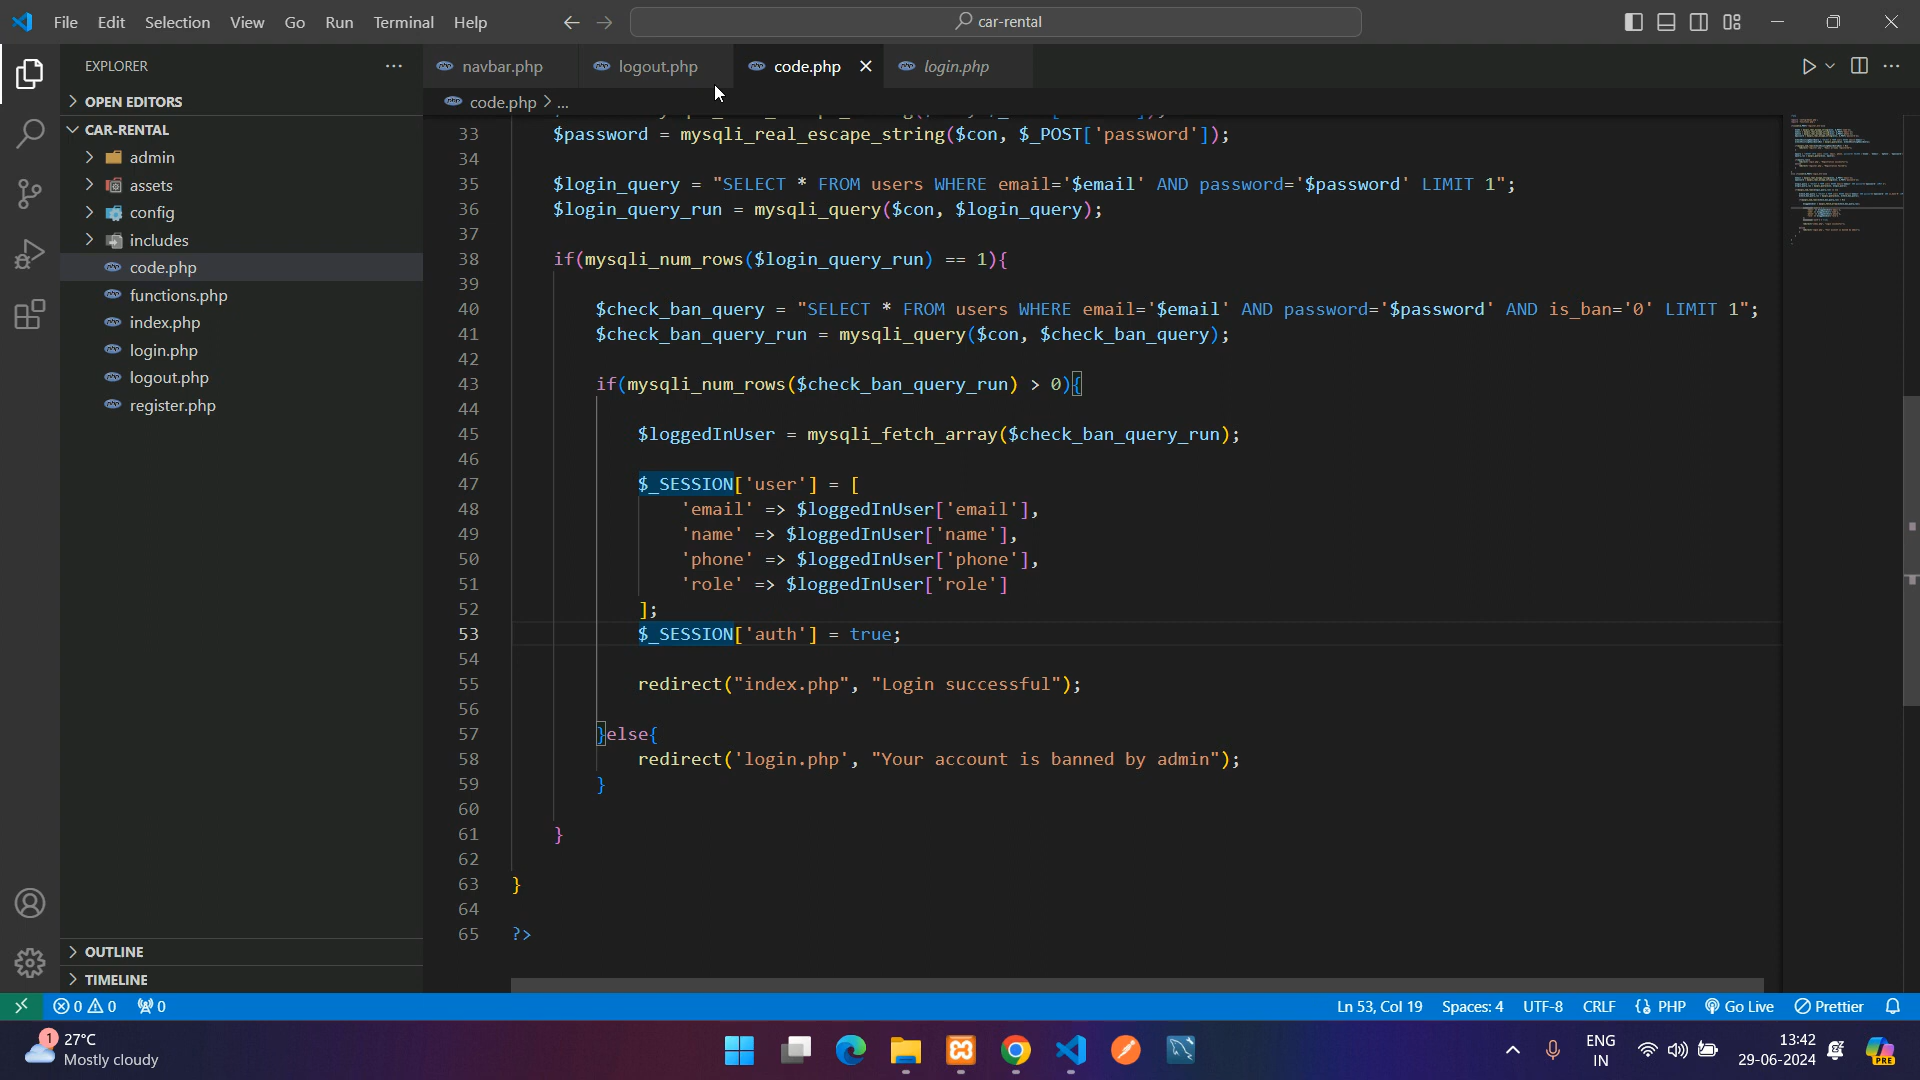 File Edit Selection View Go Run Terminal Help
car-rental
EXPLORER
OPEN EDITORS
CAR-RENTAL
admin
assets
config
includes
code.php
functions.php
index.php
login.php
logout.php
register.php
OUTLINE
TIMELINE
navbar.php logout.php code.php login.php
code.php > ...
33 $password = mysqli_real_escape_string($con, $_POST['password']);
34
35 $login_query = "SELECT * FROM users WHERE email='$email' AND password='$password' LIMIT 1";
36 $login_query_run = mysqli_query($con, $login_query);
37
38 if(mysqli_num_rows($login_query_run) == 1){
39
40 $check_ban_query = "SELECT * FROM users WHERE email='$email' AND password='$password' AND is_ban='0' LIMIT 1";
41 $check_ban_query_run = mysqli_query($con, $check_ban_query);
42
43 if(mysqli_num_rows($check_ban_query_run) > 0){
44
45 $loggedInUser = mysqli_fetch_array($check_ban_query_run);
46
47 $_SESSION['user'] = [
48 'email' => $loggedInUser['email'],
49 'name' => $loggedInUser['name'],
50 'phone' => $loggedInUser['phone'],
51 'role' => $loggedInUser['role']
52 ];
53 $_SESSION['auth'] = true;
54
55 redirect("index.php", "Login successful");
56
57 }else{
58 redirect('login.php', "Your account is banned by admin");
59 }
60
61 }
62
63 }
64
65 ?>
0 0 0 Ln 53, Col 19 Spaces: 4 UTF-8 CRLF {} PHP Go Live Prettier
1 27°C
Mostly cloudy
ENG
IN
13:42
29-06-2024
PRE